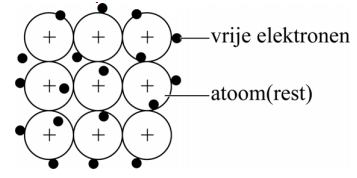 vrije elektronen
atoom(rest)
+ + +
+ + +
+ + +